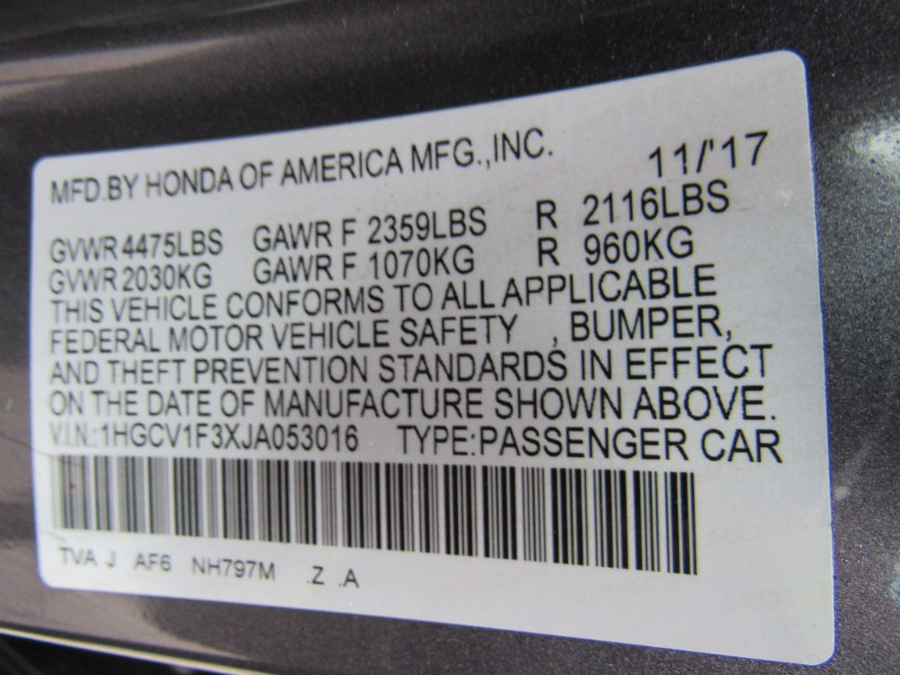 MFD.BY HONDA OF AMERICA MFG.,INC. 11/'17
GVWR 4475LBS GAWR F 2359LBS R 2116LBS
GVWR 2030KG GAWR F 1070KG R 960KG
THIS VEHICLE CONFORMS TO ALL APPLICABLE
FEDERAL MOTOR VEHICLE SAFETY , BUMPER,
AND THEFT PREVENTION STANDARDS IN EFFECT
ON THE DATE OF MANUFACTURE SHOWN ABOVE.
V.I.N.:1HGCV1F3XJA053016 TYPE:PASSENGER CAR
TVA J AF6 NH797M .Z .A